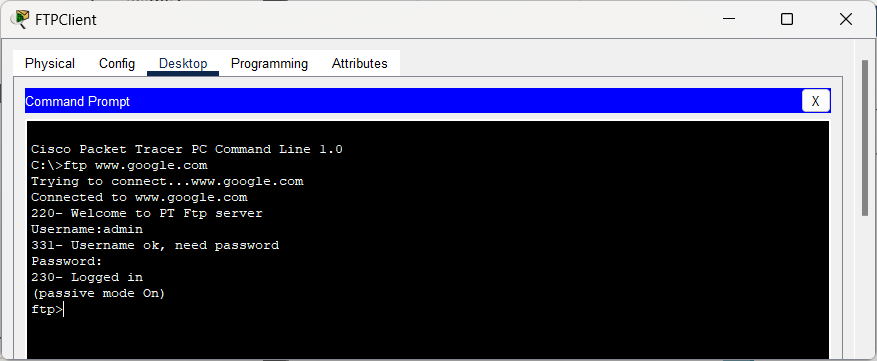 FTPClient
Physical Config Desktop Programming Attributes
Command Prompt X
Cisco Packet Tracer PC Command Line 1.0
C:\>ftp www.google.com
Trying to connect...www.google.com
Connected to www.google.com
220- Welcome to PT Ftp server
Username:admin
331- Username ok, need password
Password:
230- Logged in
(passive mode On)
ftp>